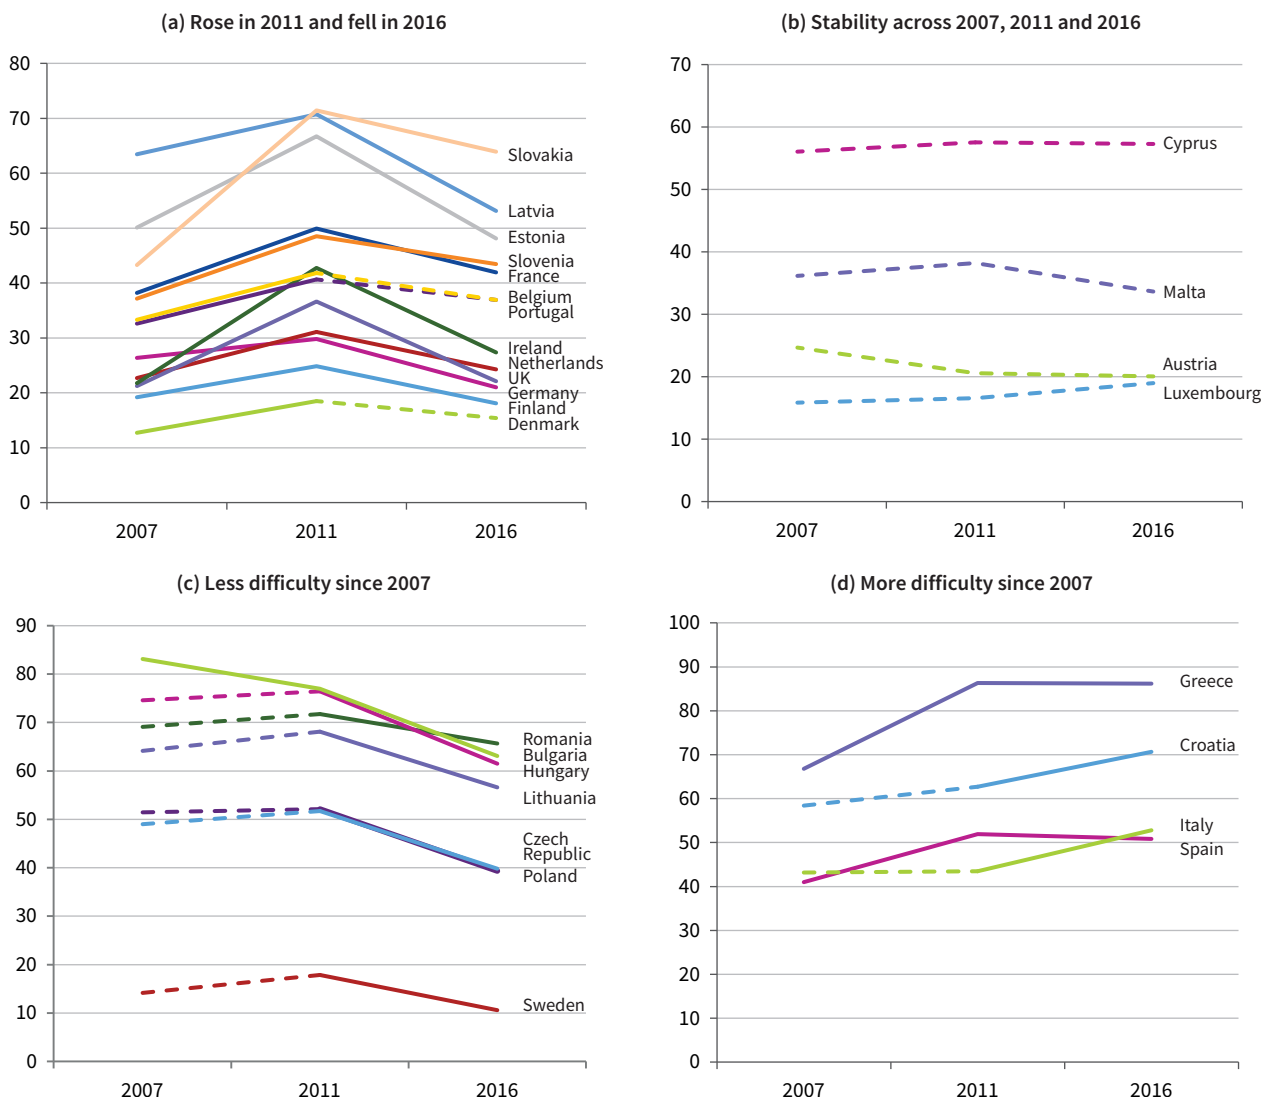 (a) Rose in 2011 and fell in 2016
80
70
60
50
40
30
20
10
0
Slovakia
Latvia
Estonia
Slovenia
France
Belgium
Portugal
Ireland
Netherlands
UK
Germany
Finland
Denmark
2007 2011 2016
(b) Stability across 2007, 2011 and 2016
70
60
50
40
30
20
10
0
Cyprus
Malta
Austria
Luxembourg
2007 2011 2016
(c) Less difficulty since 2007
90
80
70
60
50
40
30
20
10
0
Romania
Bulgaria
Hungary
Lithuania
Czech
Republic
Poland
Sweden
2007 2011 2016
(d) More difficulty since 2007
100
90
80
70
60
50
40
30
20
10
0
Greece
Croatia
Italy
Spain
2007 2011 2016